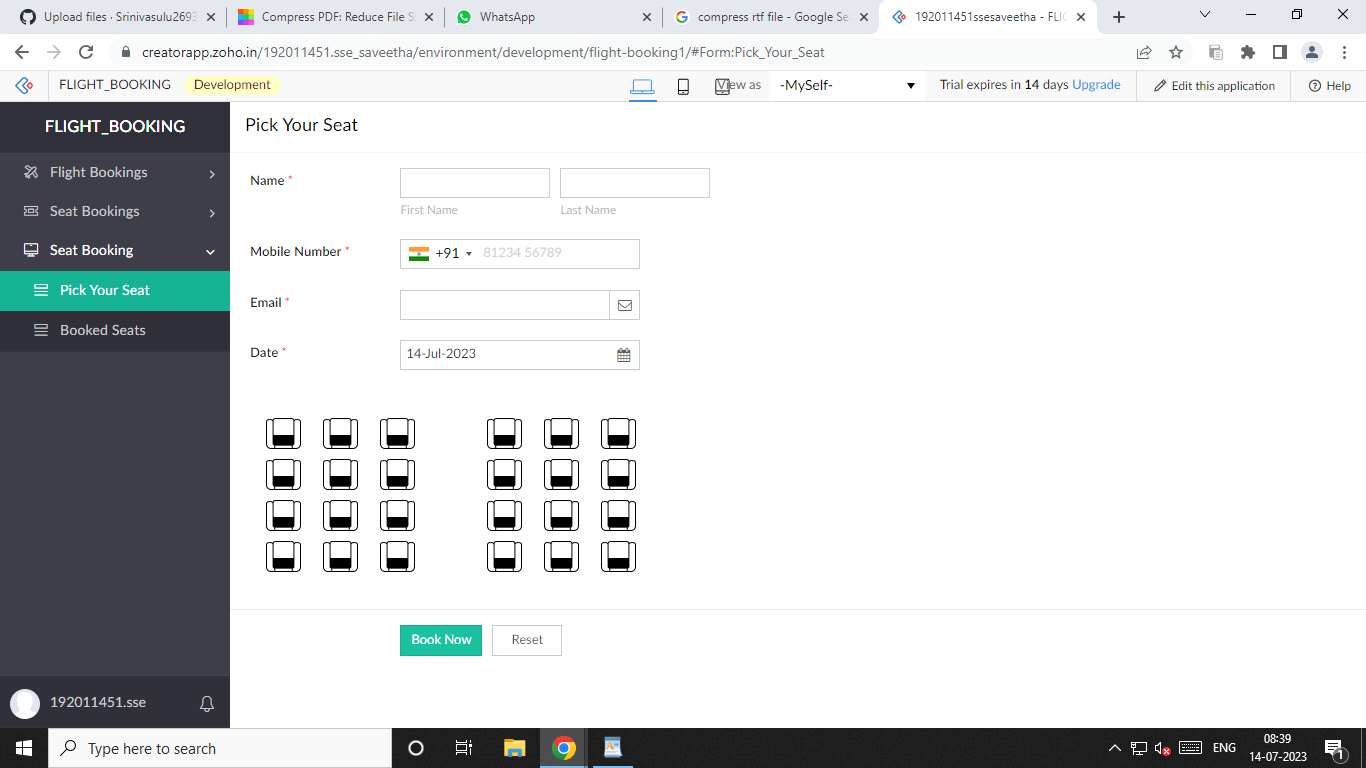 Upload files · Srinivasulu2693
Compress PDF: Reduce File S
WhatsApp
compress rtf file - Google Se
192011451ssesaveetha - FLIG
creatorapp.zoho.in/192011451.sse_saveetha/environment/development/flight-booking1/#Form:Pick_Your_Seat
FLIGHT_BOOKING
Development
View as
-MySelf-
Trial expires in 14 days Upgrade
Edit this application
Help
FLIGHT_BOOKING
Flight Bookings
Seat Bookings
Seat Booking
Pick Your Seat
Booked Seats
192011451.sse
Pick Your Seat
Name *
First Name
Last Name
Mobile Number *
+91
81234 56789
Email *
Date *
14-Jul-2023
Book Now
Reset
Type here to search
ENG
08:39
14-07-2023
1